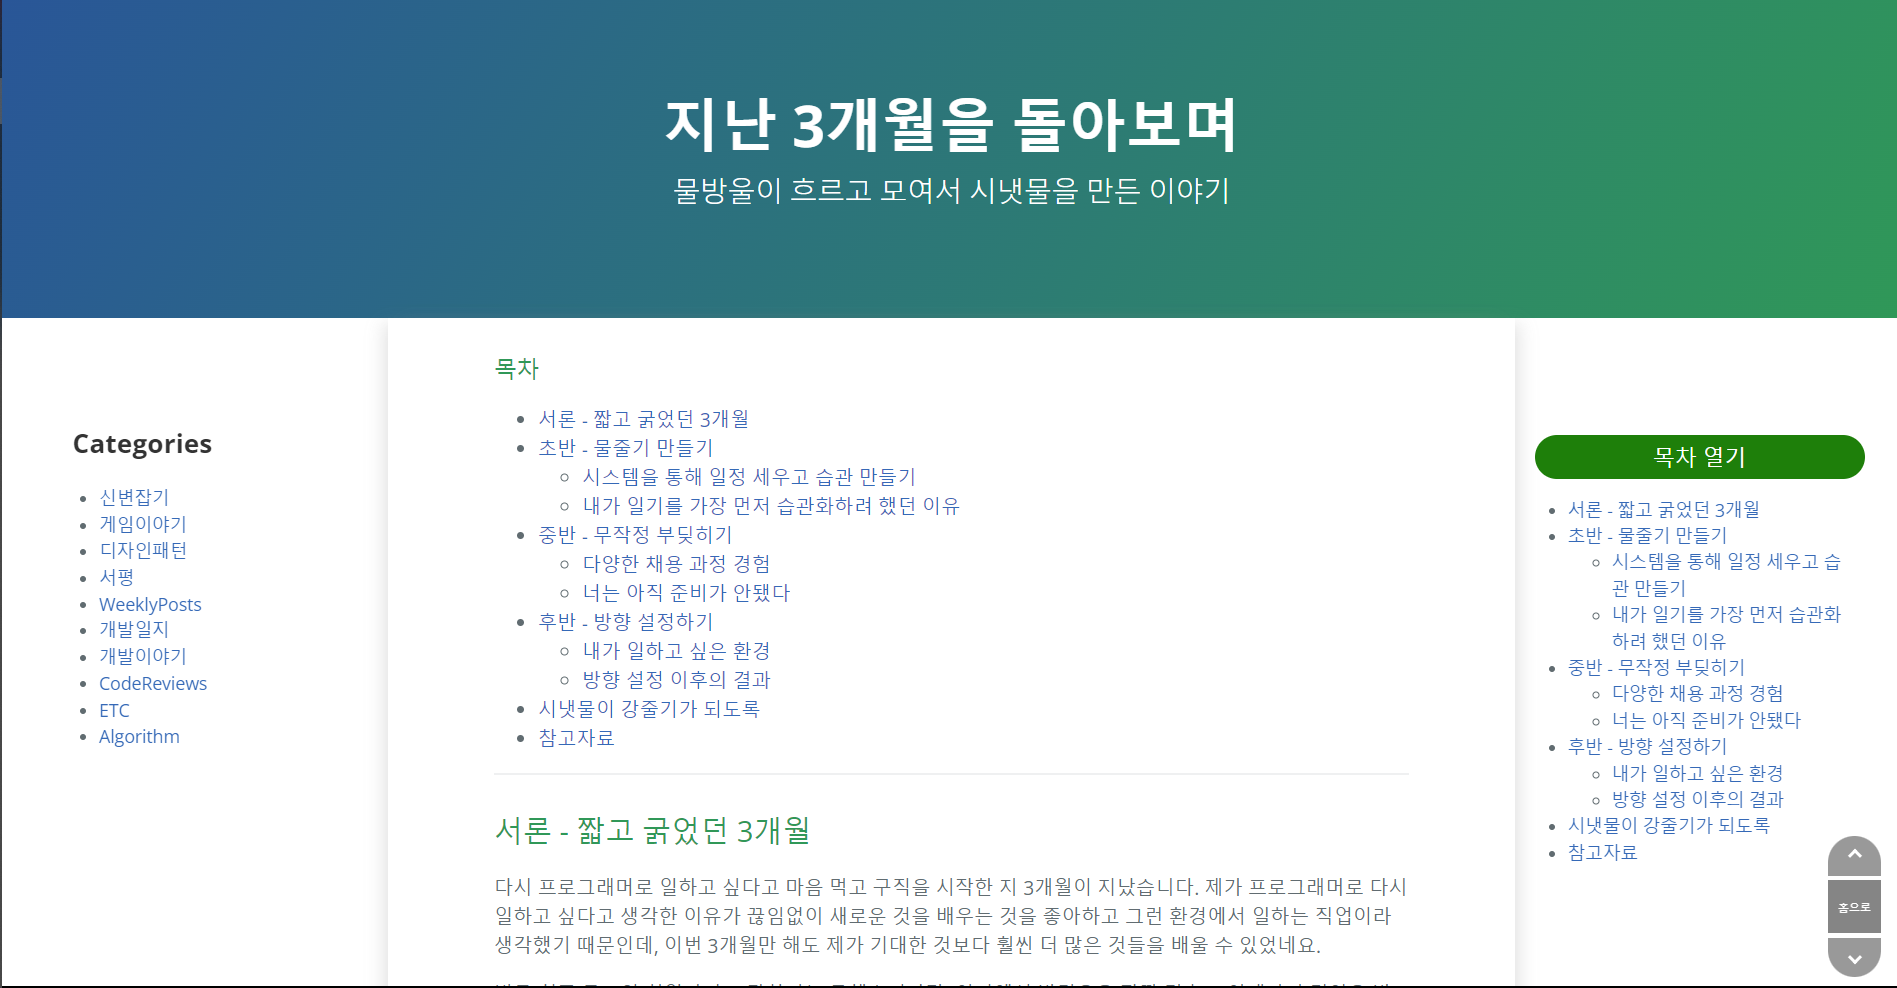 지난 3개월을 돌아보며
물방울이 흐르고 모여서 시냇물을 만든 이야기
Categories
신변잡기
게임이야기
디자인패턴
서평
WeeklyPosts
개발일지
개발이야기
CodeReviews
ETC
Algorithm
목차
서론 - 짧고 굵었던 3개월
초반 - 물줄기 만들기
시스템을 통해 일정 세우고 습관 만들기
내가 일기를 가장 먼저 습관화하려 했던 이유
중반 - 무작정 부딪히기
다양한 채용 과정 경험
너는 아직 준비가 안됐다
후반 - 방향 설정하기
내가 일하고 싶은 환경
방향 설정 이후의 결과
시냇물이 강줄기가 되도록
참고자료
서론 - 짧고 굵었던 3개월
다시 프로그래머로 일하고 싶다고 마음 먹고 구직을 시작한 지 3개월이 지났습니다. 제가 프로그래머로 다시
일하고 싶다고 생각한 이유가 끊임없이 새로운 것을 배우는 것을 좋아하고 그런 환경에서 일하는 직업이라
생각했기 때문인데, 이번 3개월만 해도 제가 기대한 것보다 훨씬 더 많은 것들을 배울 수 있었네요.
목차 열기
서론 - 짧고 굵었던 3개월
초반 - 물줄기 만들기
시스템을 통해 일정 세우고 습
관 만들기
내가 일기를 가장 먼저 습관화
하려 했던 이유
중반 - 무작정 부딪히기
다양한 채용 과정 경험
너는 아직 준비가 안됐다
후반 - 방향 설정하기
내가 일하고 싶은 환경
방향 설정 이후의 결과
시냇물이 강줄기가 되도록
참고자료
홈으로